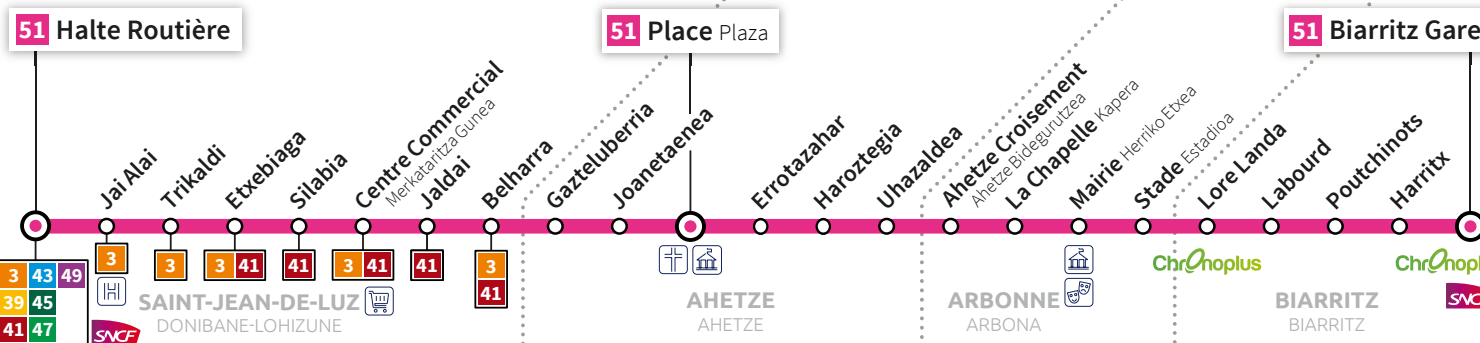 51 Halte Routière
51 Place Plaza
51 Biarritz Gare
Jai Alai
Trikaldi
Etxebiaga
Silabia
Centre Commercial
Merkataritza Gunea
Jaldai
Belharra
Gazteluberria
Joanetaenea
Errotazahar
Haroztegia
Uhazaldea
Ahetze Croisement
Ahetze Bidegurutzea
La Chapelle Kapera
Mairie Herriko Etxea
Stade Estadioa
Lore Landa
Labourd
Poutchinots
Harritx
3 43 49
39 45
41 47
3
3
3 41
41
3 41
41
3
41
H
SNCF
SAINT-JEAN-DE-LUZ
DONIBANE-LOHIZUNE
AHETZE
AHETZE
ARBONNE
ARBONA
Chronoplus
BIARRITZ
BIARRITZ
Chronopl
SNC